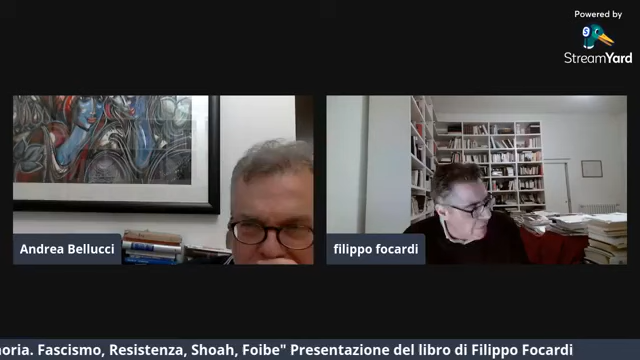 Powered by
StreamYard
Andrea Bellucci
filippo focardi
oria. Fascismo, Resistenza, Shoah, Foibe" Presentazione del libro di Filippo Focardi